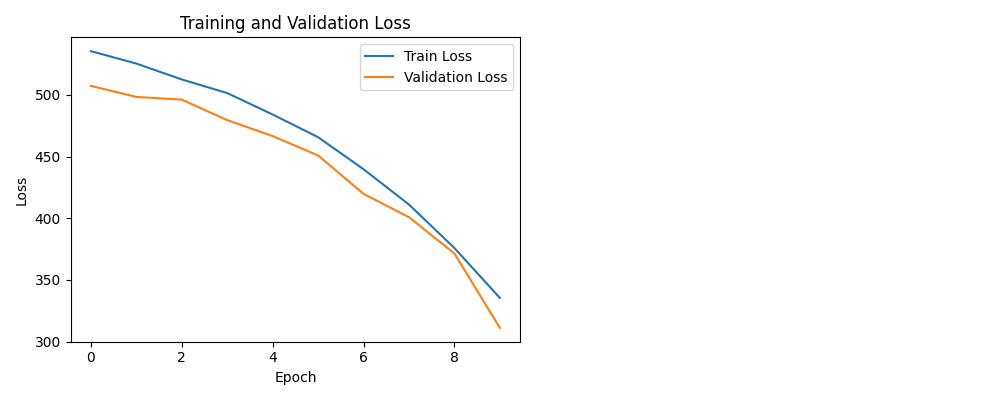 Training and Validation Loss
Train Loss
Validation Loss
500
450
400
350
300
Loss
0 2 4 6 8
Epoch